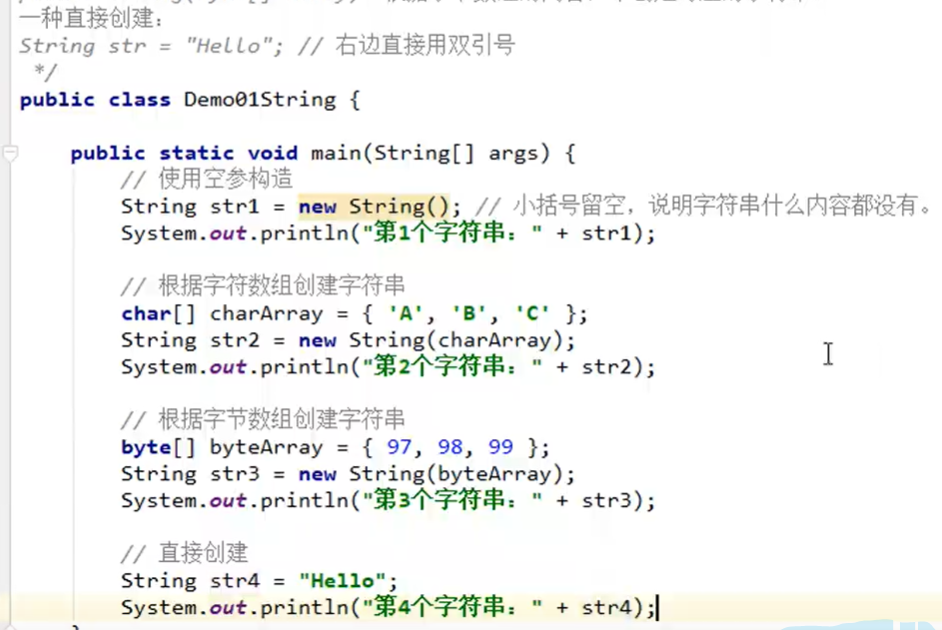 一种直接创建：
String str = "Hello"; // 右边直接用双引号
*/
public class Demo01String {
public static void main(String[] args) {
// 使用空参构造
String str1 = new String(); // 小括号留空，说明字符串什么内容都没有。
System.out.println("第1个字符串：" + str1);
// 根据字符数组创建字符串
char[] charArray = { 'A', 'B', 'C' };
String str2 = new String(charArray);
System.out.println("第2个字符串：" + str2);
// 根据字节数组创建字符串
byte[] byteArray = { 97, 98, 99 };
String str3 = new String(byteArray);
System.out.println("第3个字符串：" + str3);
// 直接创建
String str4 = "Hello";
System.out.println("第4个字符串：" + str4);